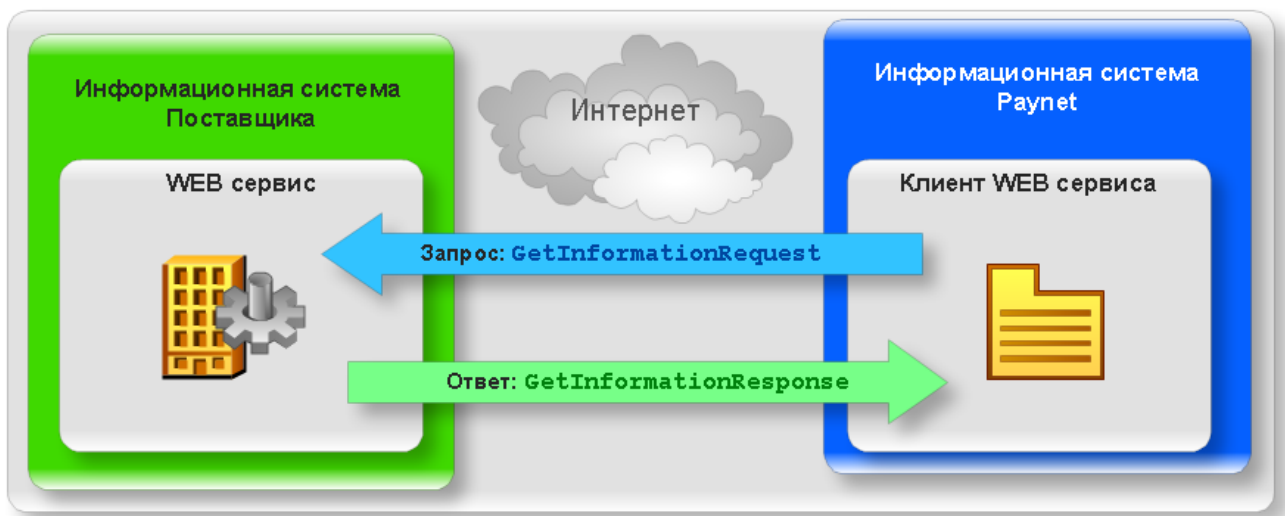 Информационная система
Поставщика
WEB сервис
Интернет
Информационная система
Paynet
Клиент WEB сервиса
Запрос: GetInformationRequest
Ответ: GetInformationResponse